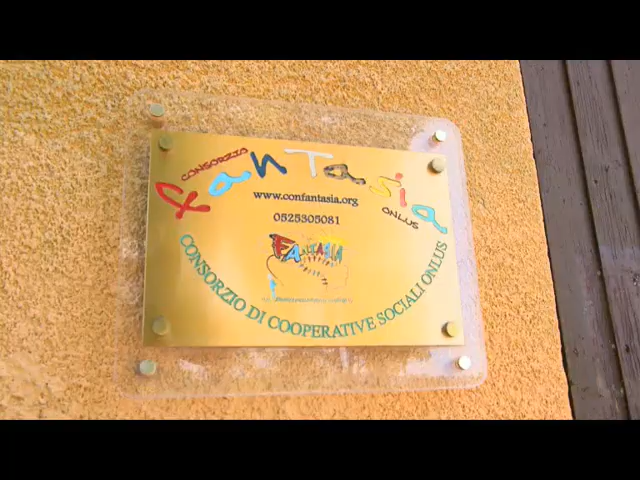 CONSORZIO
fanTasia
ONLUS
www.confantasia.org
0525305081
FANTASIA
CONSORZIO DI COOPERATIVE SOCIALI ONLUS